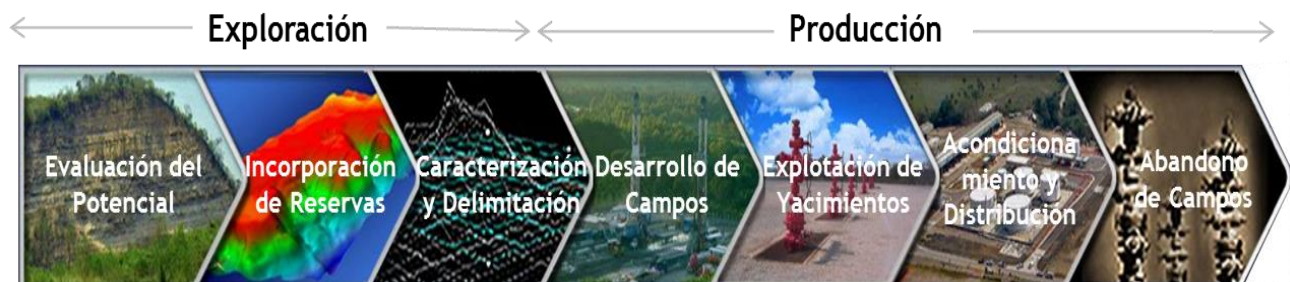 Exploración
Producción
Evaluación del
Potencial
Incorporación
de Reservas
Caracterización
y Delimitación
Desarrollo de
Campos
Explotación de
Yacimientos
Acondiciona
miento y
Distribución
Abandono
de Campos